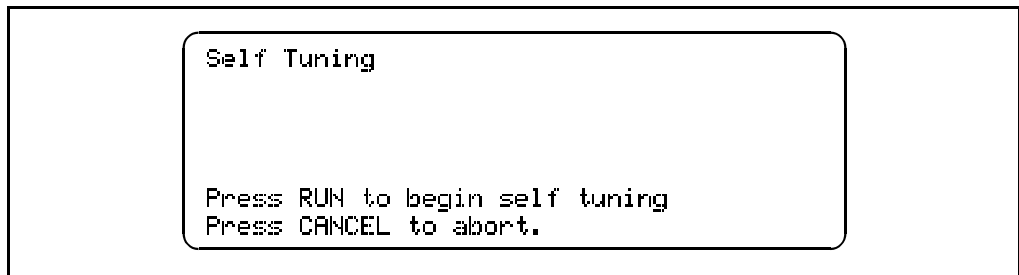 Self Tuning
Press RUN to begin self tuning
Press CANCEL to abort.